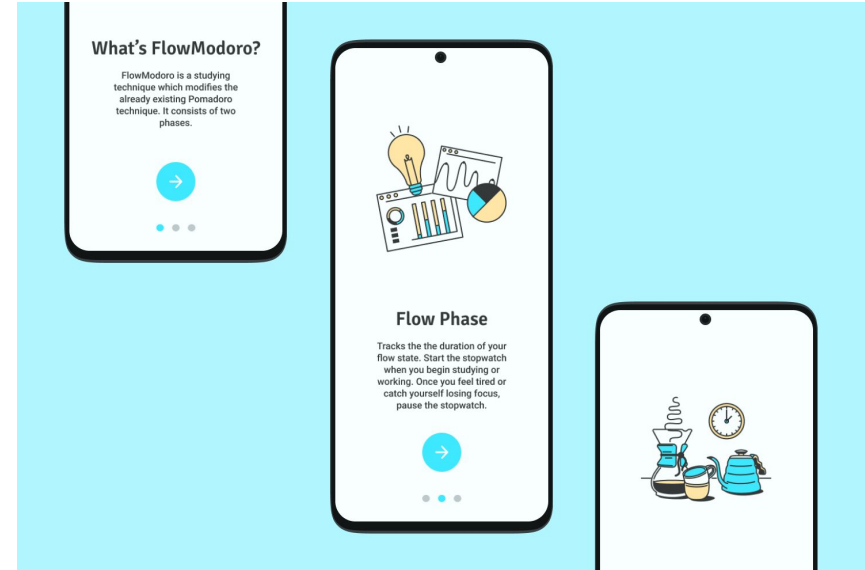 What's FlowModoro?
FlowModoro is a studying
technique which modifies the
already existing Pomadoro
technique. It consists of two
phases.
Flow Phase
Tracks the the duration of your
flow state. Start the stopwatch
when you begin studying or
working. Once you feel tired or
catch yourself losing focus,
pause the stopwatch.